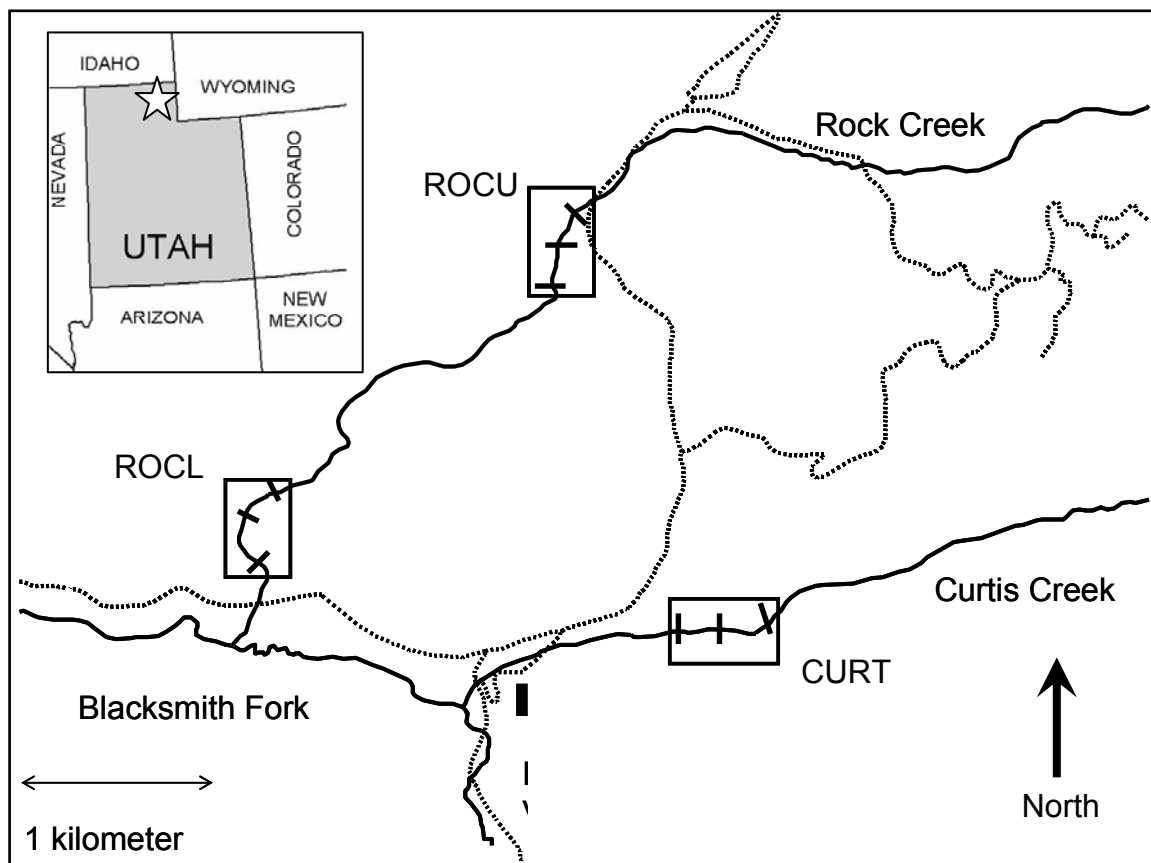 IDAHO
WYOMING
NEVADA
UTAH
COLORADO
ARIZONA
NEW
MEXICO
Rock Creek
ROCU
ROCL
Curtis Creek
CURT
Blacksmith Fork
1 kilometer
North